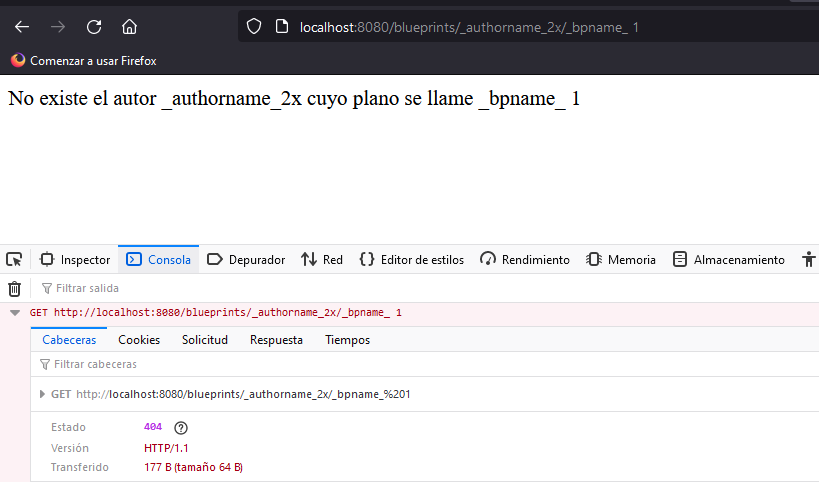 localhost:8080/blueprints/_authorname_2x/_bpname_ 1
Comenzar a usar Firefox
No existe el autor _authorname_2x cuyo plano se llame _bpname_ 1
Inspector Consola Depurador Red Editor de estilos Rendimiento Memoria Almacenamiento
Filtrar salida
GET http://localhost:8080/blueprints/_authorname_2x/_bpname_ 1
Cabeceras Cookies Solicitud Respuesta Tiempos
Filtrar cabeceras
GET http://localhost:8080/blueprints/_authorname_2x/_bpname_%201
Estado 404 ?
Versión HTTP/1.1
Transferido 177 B (tamaño 64 B)